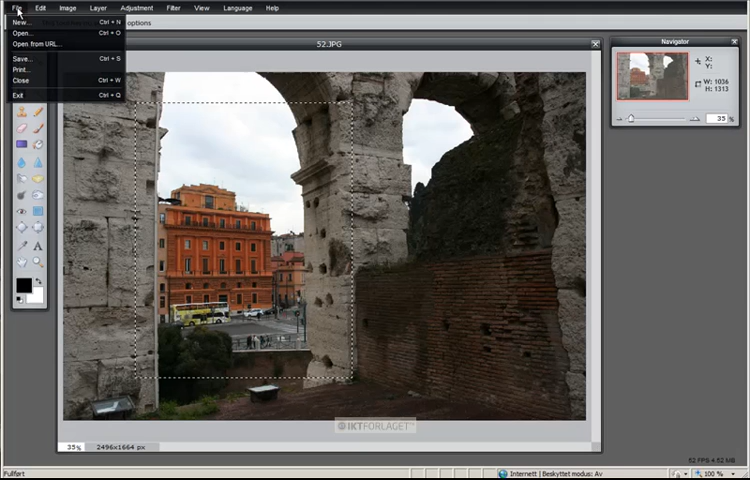 File Edit Image Layer Adjustment Filter View Language Help
New... Ctrl + N
options
Open... Ctrl + O
Open from URL...
Save... Ctrl + S
Print...
Close Ctrl + W
Exit Ctrl + Q
52.JPG
Navigator
X:
Y:
W: 1036
H: 1313
35 %
IKTFORLAGET
35% 2496x1664 px
52 FPS 4.52 MB
Fullført
Internett | Beskyttet modus: Av
100 %